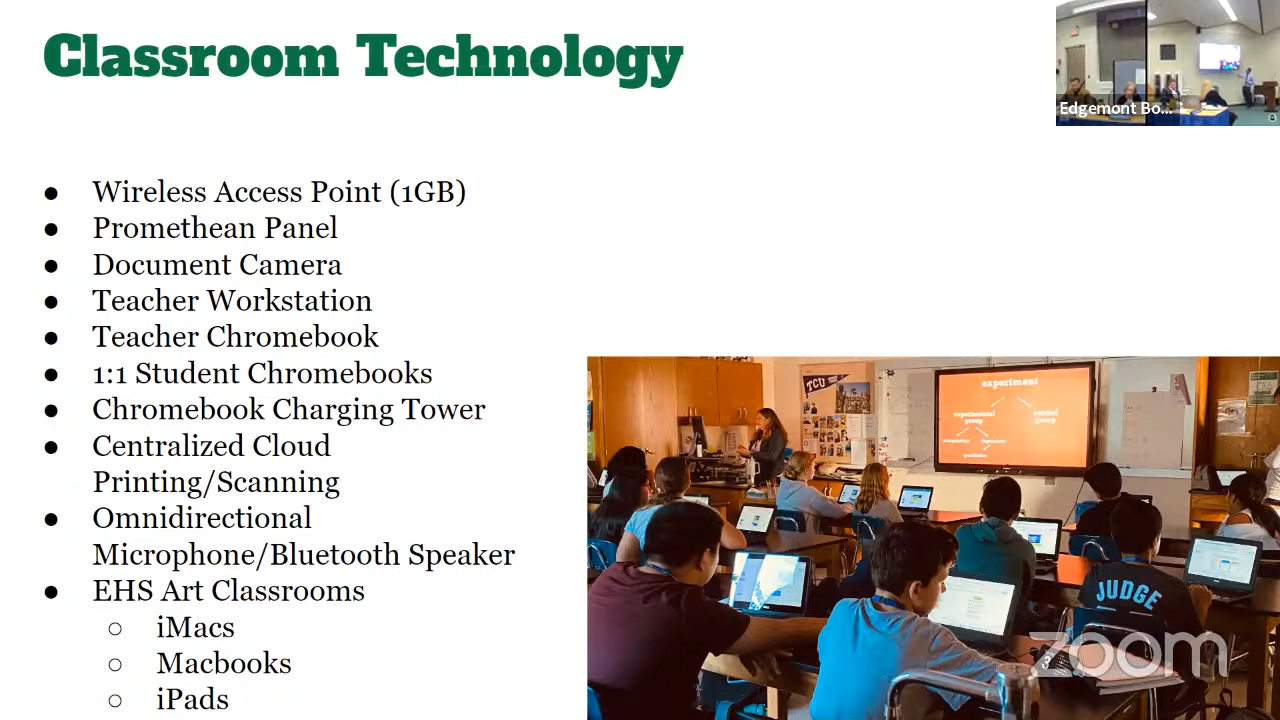 Classroom Technology
Edgemont Bo...
● Wireless Access Point (1GB)
● Promethean Panel
● Document Camera
● Teacher Workstation
● Teacher Chromebook
● 1:1 Student Chromebooks
● Chromebook Charging Tower
● Centralized Cloud
Printing/Scanning
● Omnidirectional
Microphone/Bluetooth Speaker
● EHS Art Classrooms
○ iMacs
○ Macbooks
○ iPads
TCU
experiment
experimental
group
control
group
JUDGE
zoom